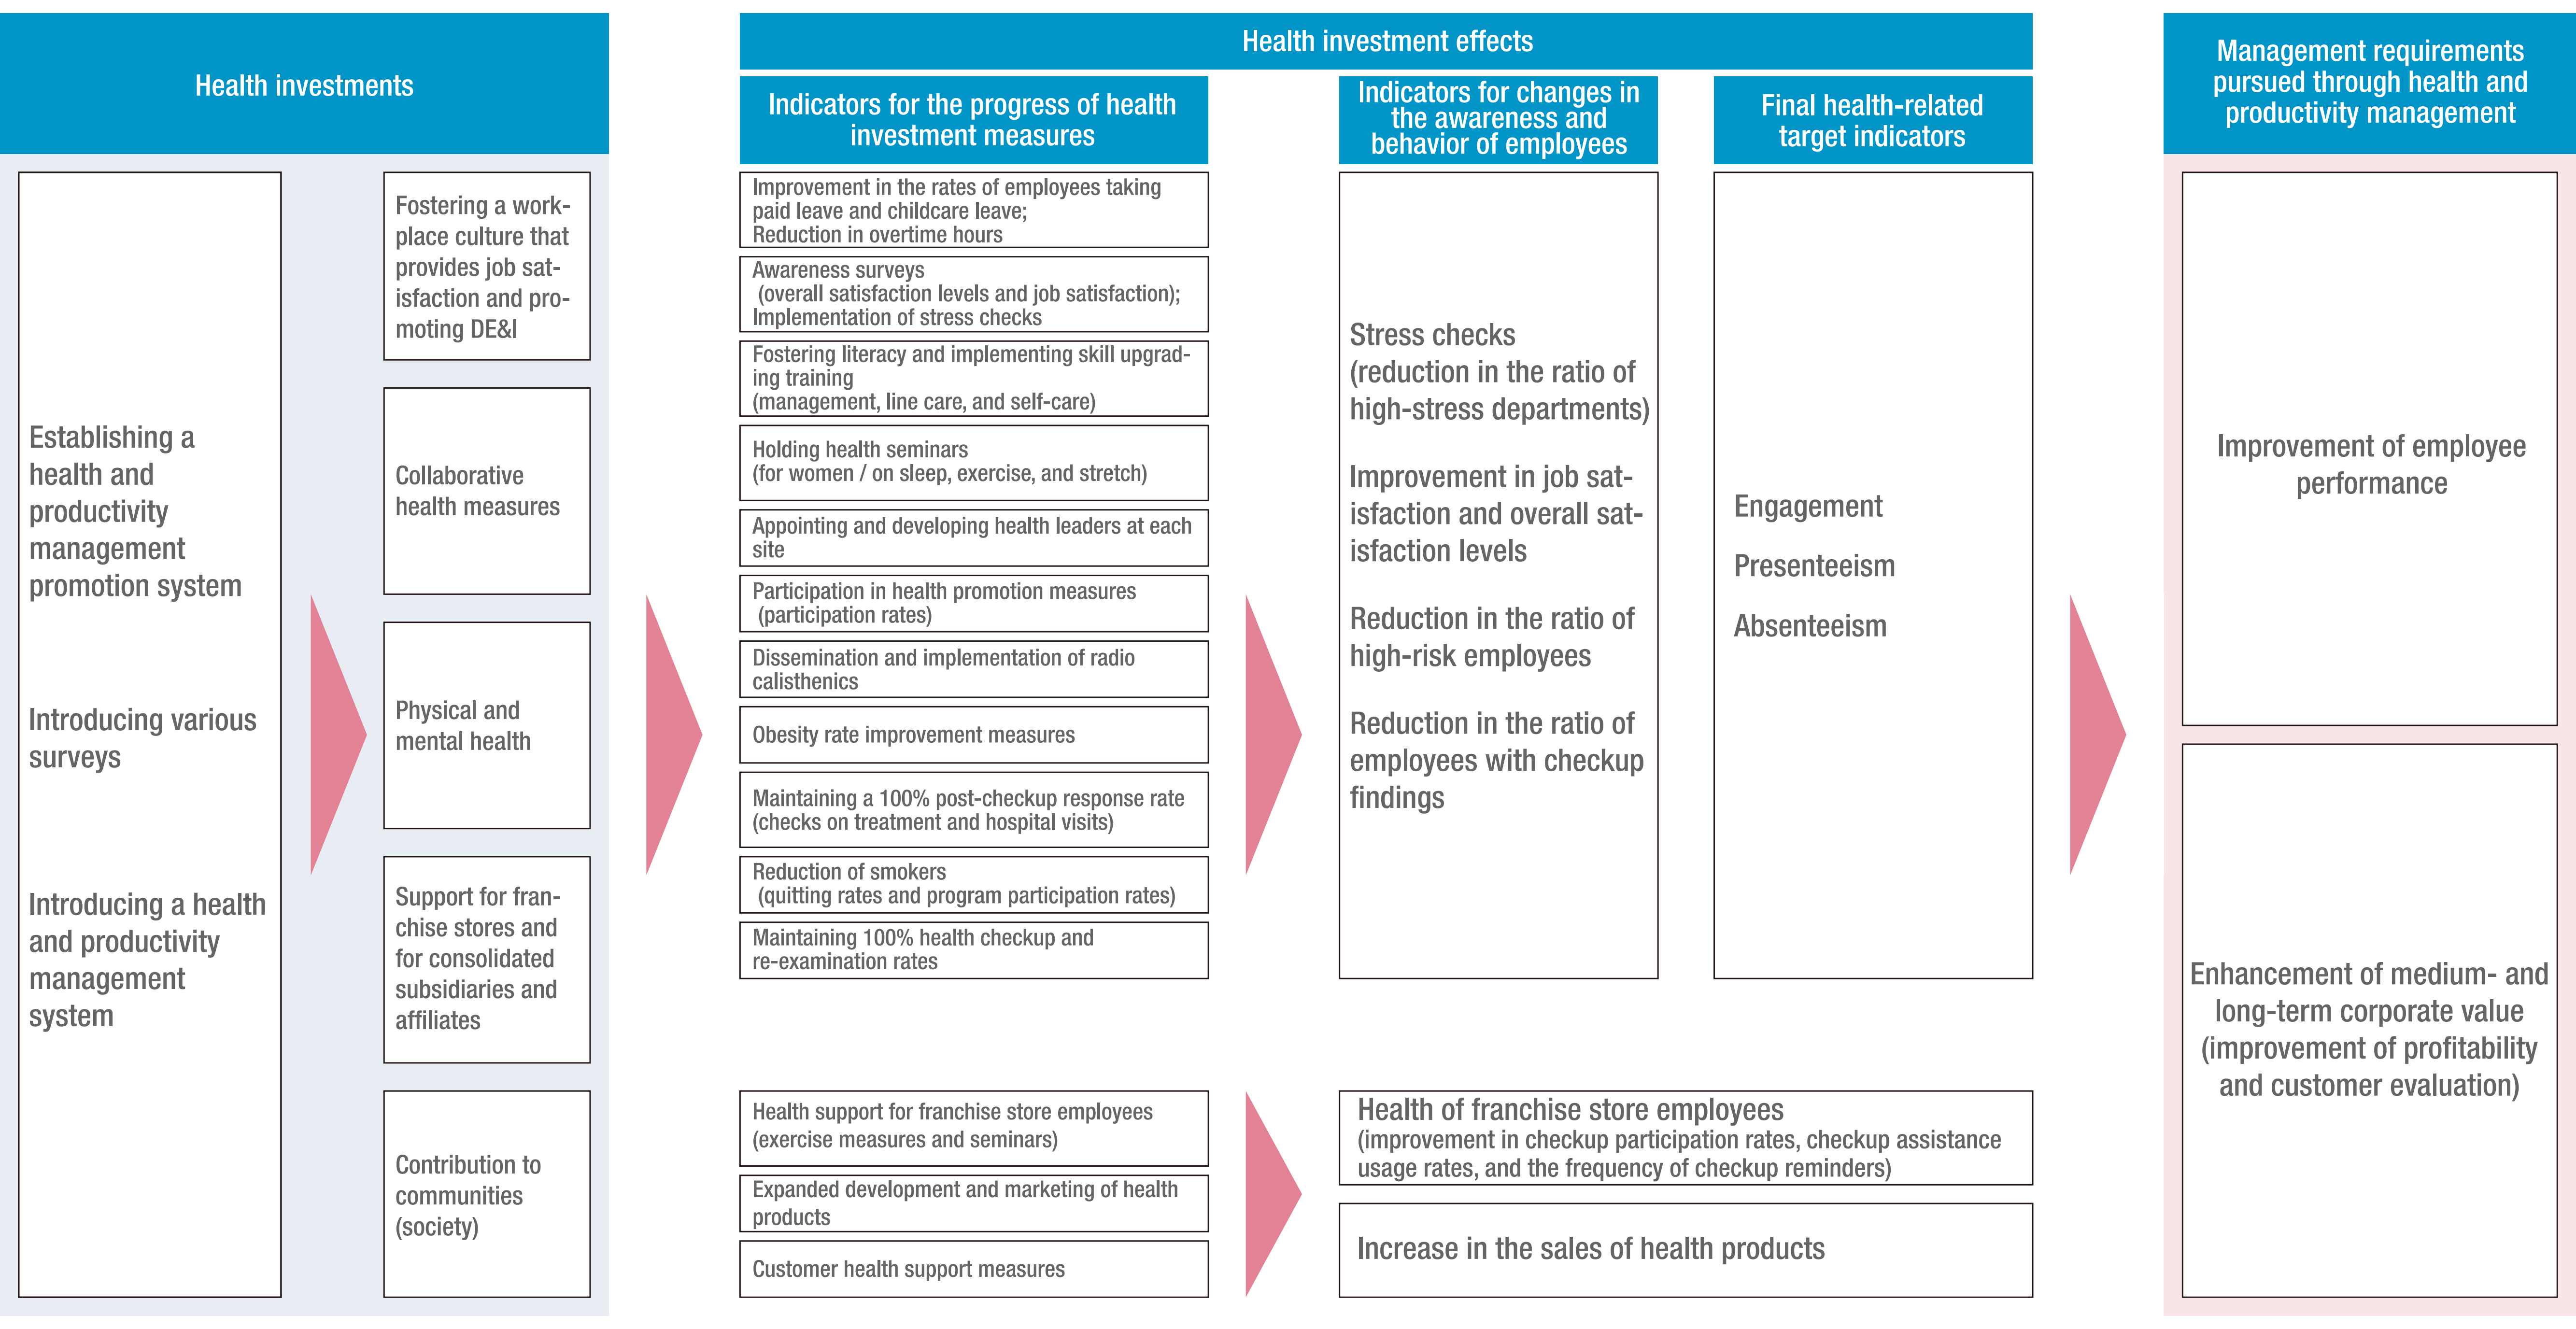 Health investments
Establishing a
health and
productivity
management
promotion system
Introducing various
surveys
Introducing a health
and productivity
management
system
Fostering a work-
place culture that
provides job sat-
isfaction and pro-
moting DE&I
Collaborative
health measures
Physical and
mental health
Support for fran-
chise stores and
for consolidated
subsidiaries and
affiliates
Contribution to
communities
(society)
Health investment effects
Indicators for the progress of health
investment measures
Improvement in the rates of employees taking
paid leave and childcare leave;
Reduction in overtime hours
Awareness surveys
(overall satisfaction levels and job satisfaction);
Implementation of stress checks
Fostering literacy and implementing skill upgrad-
ing training
(management, line care, and self-care)
Holding health seminars
(for women / on sleep, exercise, and stretch)
Appointing and developing health leaders at each
site
Participation in health promotion measures
(participation rates)
Dissemination and implementation of radio
calisthenics
Obesity rate improvement measures
Maintaining a 100% post-checkup response rate
(checks on treatment and hospital visits)
Reduction of smokers
(quitting rates and program participation rates)
Maintaining 100% health checkup and
re-examination rates
Health support for franchise store employees
(exercise measures and seminars)
Expanded development and marketing of health
products
Customer health support measures
Indicators for changes in
the awareness and
behavior of employees
Stress checks
(reduction in the ratio of
high-stress departments)
Improvement in job sat-
isfaction and overall sat-
isfaction levels
Reduction in the ratio of
high-risk employees
Reduction in the ratio of
employees with checkup
findings
Final health-related
target indicators
Engagement
Presenteeism
Absenteeism
Health of franchise store employees
(improvement in checkup participation rates, checkup assistance
usage rates, and the frequency of checkup reminders)
Increase in the sales of health products
Management requirements
pursued through health and
productivity management
Improvement of employee
performance
Enhancement of medium- and
long-term corporate value
(improvement of profitability
and customer evaluation)